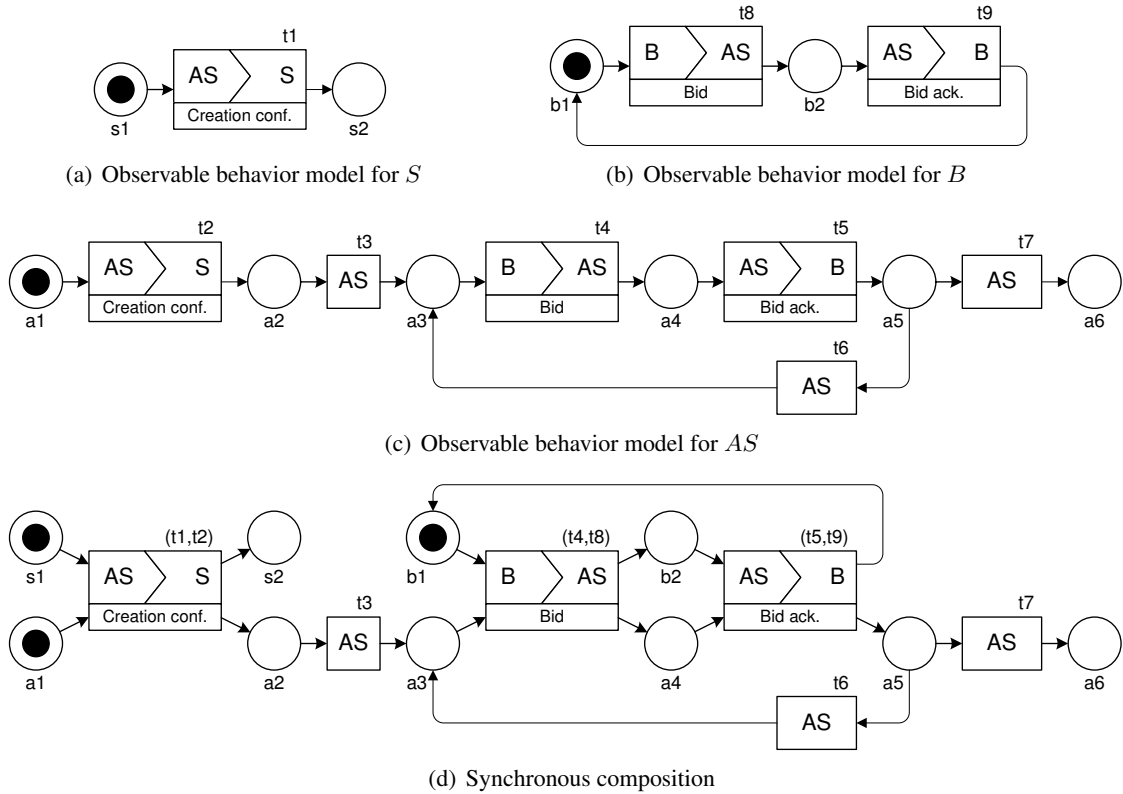 t1
AS S
Creation conf.
s1 s2
(a) Observable behavior model for S
t8 t9
B AS AS B
Bid Bid ack.
b1 b2
(b) Observable behavior model for B
t2 t3 t4 t5 t7
AS S AS B AS AS B AS
Creation conf. Bid Bid ack.
a1 a2 a3 a4 a5 a6
t6
AS
(c) Observable behavior model for AS
(t1,t2) (t4,t8) (t5,t9)
s1 s2 b1 b2
AS S B AS AS B
Creation conf. Bid Bid ack.
t3 t7
AS AS
a1 a2 a3 a4 a5 a6
t6
AS
(d) Synchronous composition